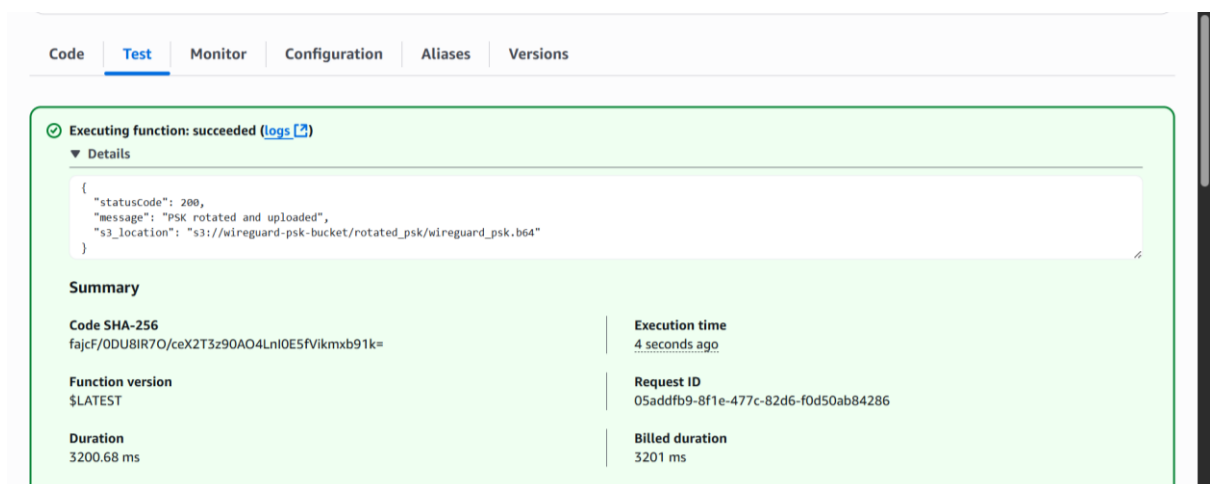 Code Test Monitor Configuration Aliases Versions
Executing function: succeeded (logs)
Details
{
"statusCode": 200,
"message": "PSK rotated and uploaded",
"s3_location": "s3://wireguard-psk-bucket/rotated_psk/wireguard_psk.b64"
}
Summary
Code SHA-256
fajcF/0DU8IR7O/ceX2T3z90AO4LnI0E5fVikmxb91k=
Execution time
4 seconds ago
Function version
$LATEST
Request ID
05addfb9-8f1e-477c-82d6-f0d50ab84286
Duration
3200.68 ms
Billed duration
3201 ms